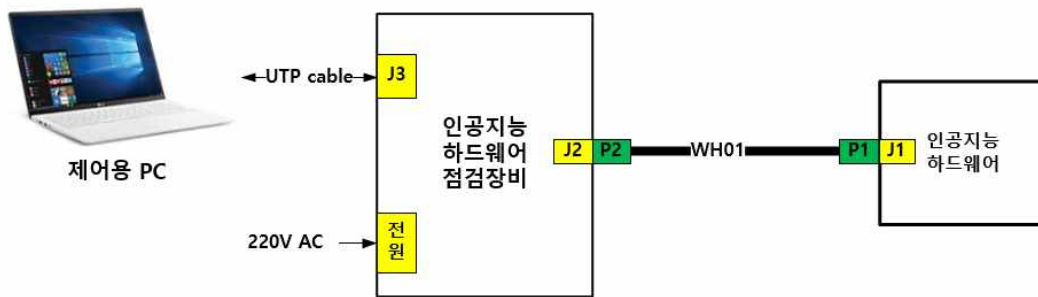 제어용 PC
UTP cable
J3
인공지능
하드웨어
점검장비
J2
P2
WH01
P1
J1
인공지능
하드웨어
220V AC
전
원